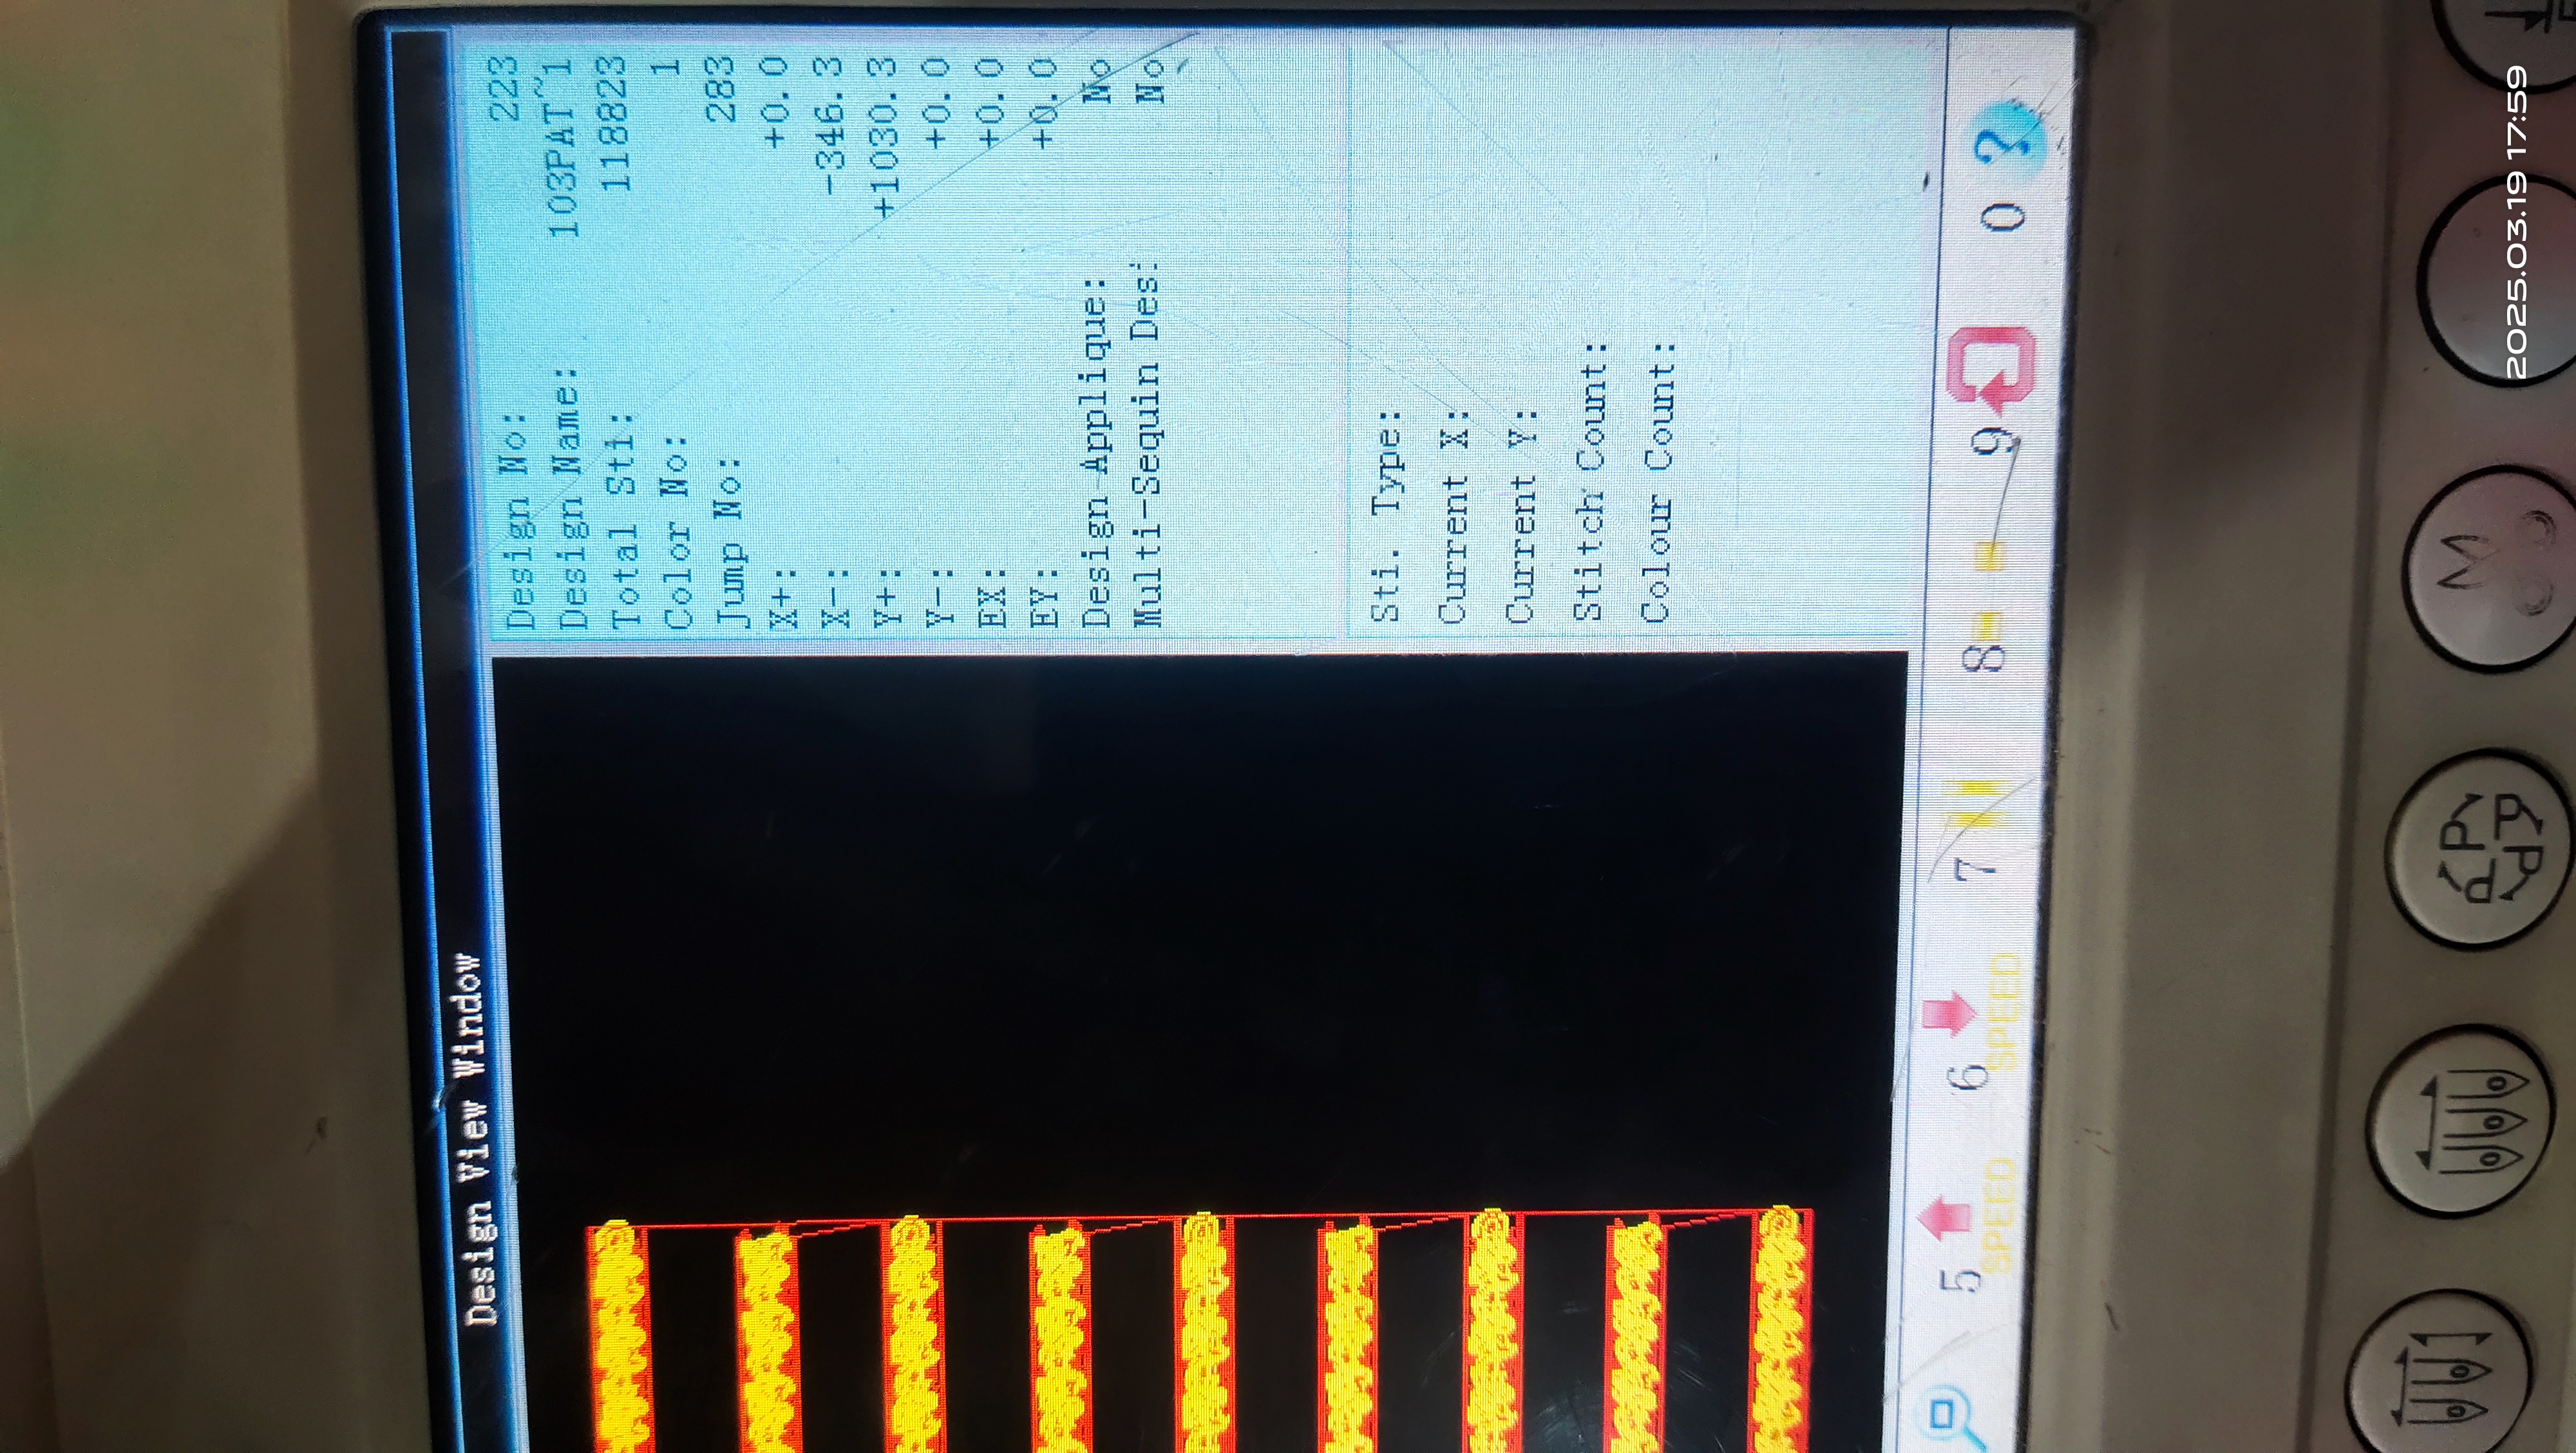 Design View Window
Design No: 223
Design Name: 103PAT~1
Total Sti: 118823
Color No: 1
Jump No: 283
X+: +0.0
X-: -346.3
Y+: +1030.3
Y-: +0.0
EX: +0.0
EY: +0.0
Design Applique: No
Multi-Sequin Des: No
Sti. Type:
Current X:
Current Y:
Stitch Count:
Colour Count:
5 SPEED 6 SPEED 7 8 9 0 ?
P P P P
2025.03.19 17:59